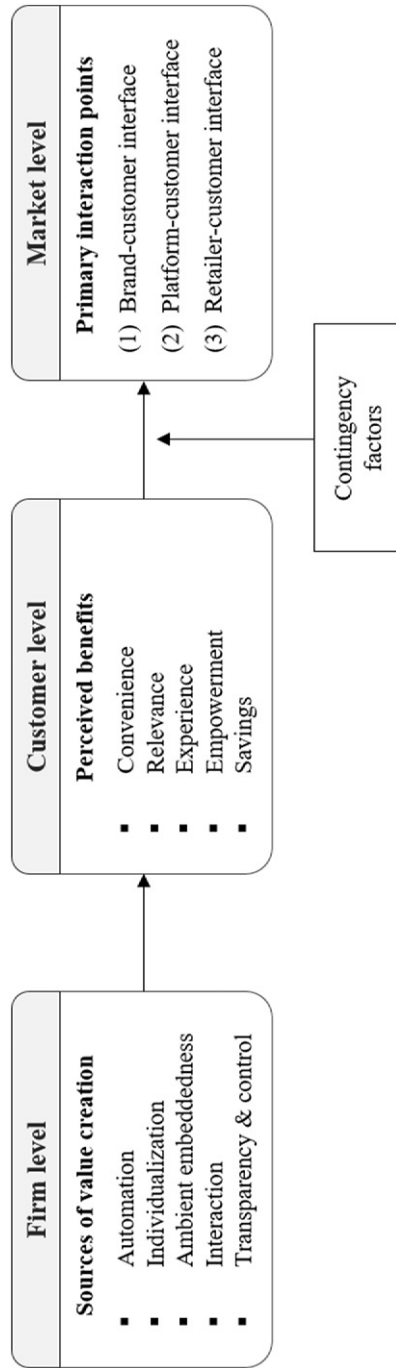 Firm level
Sources of value creation
▪ Automation
▪ Individualization
▪ Ambient embeddedness
▪ Interaction
▪ Transparency & control
Customer level
Perceived benefits
▪ Convenience
▪ Relevance
▪ Experience
▪ Empowerment
▪ Savings
Market level
Primary interaction points
(1) Brand-customer interface
(2) Platform-customer interface
(3) Retailer-customer interface
Contingency
factors